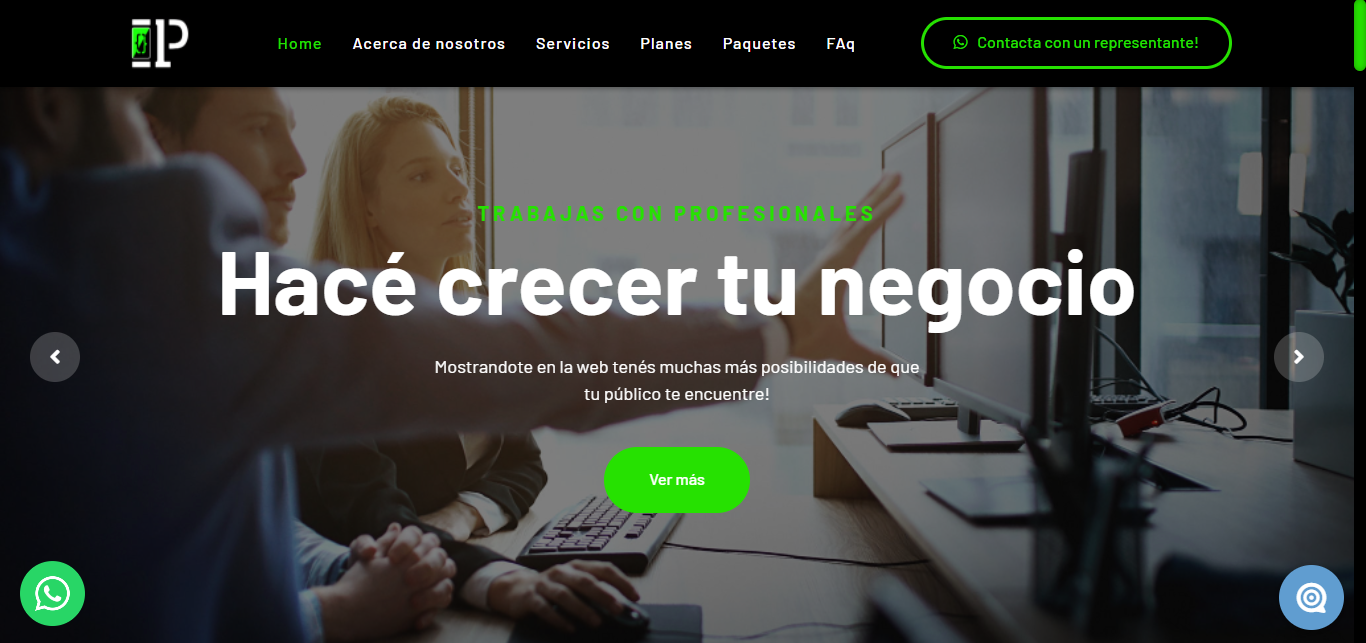 P
Home
Acerca de nosotros
Servicios
Planes
Paquetes
FAq
Contacta con un representante!
TRABAJAS CON PROFESIONALES
Hacé crecer tu negocio
Mostrandote en la web tenés muchas más posibilidades de que
tu público te encuentre!
Ver más